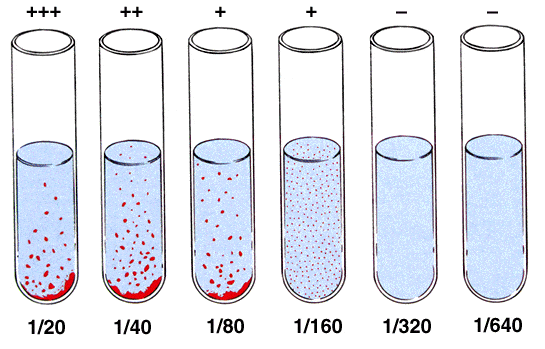 +++ ++ + + – –
1/20 1/40 1/80 1/160 1/320 1/640